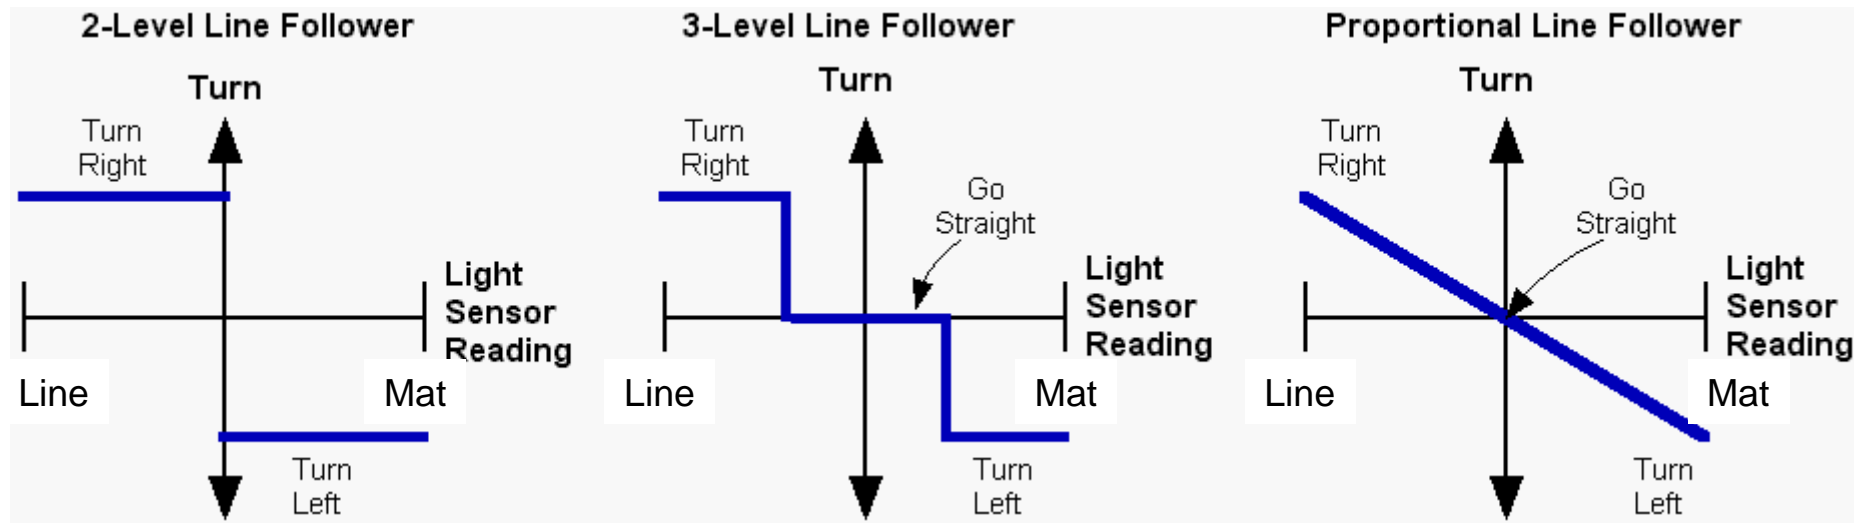 2-Level Line Follower
Turn
Turn
Right
Light
Sensor
Reading
Line
Mat
Turn
Left
3-Level Line Follower
Turn
Turn
Right
Go
Straight
Light
Sensor
Reading
Line
Mat
Turn
Left
Proportional Line Follower
Turn
Turn
Right
Go
Straight
Light
Sensor
Reading
Line
Mat
Turn
Left